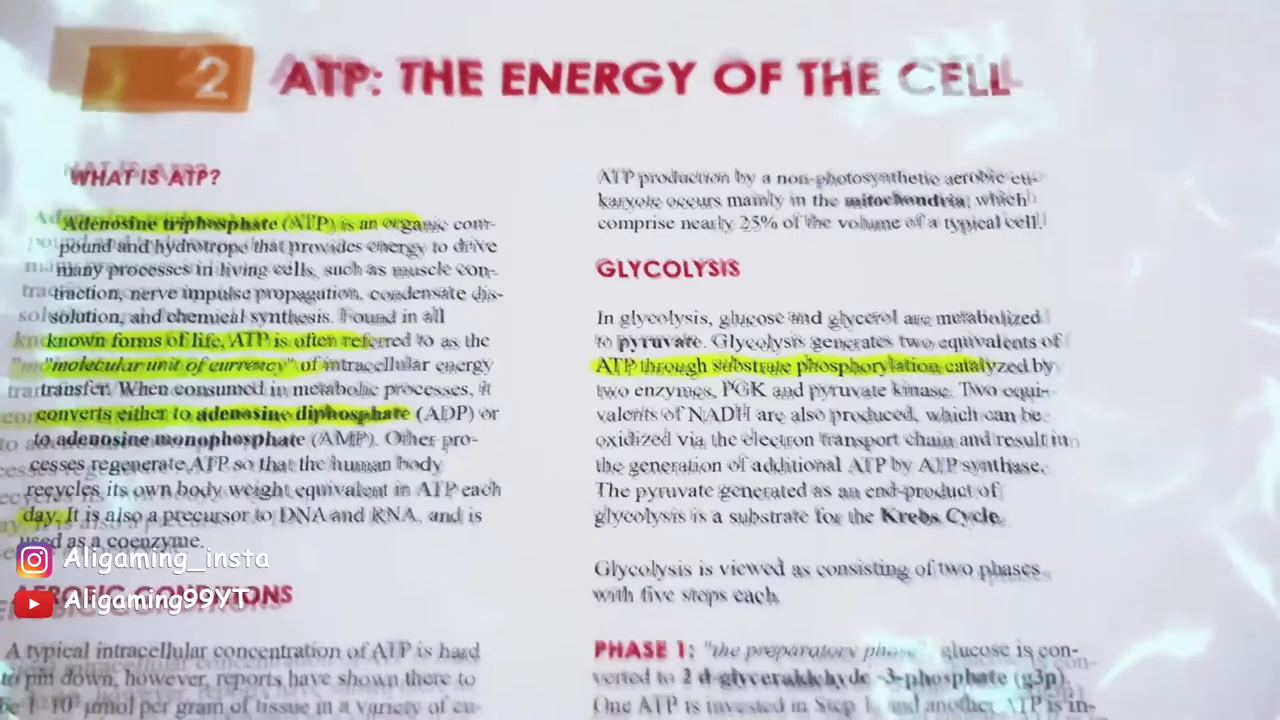 2
ATP: THE ENERGY OF THE CELL
WHAT IS ATP?
Adenosine triphosphate (ATP) is an organic com-
pound and hydrotrope that provides energy to drive
many processes in living cells, such as muscle con-
traction, nerve impulse propagation, condensate dis-
solution, and chemical synthesis. Found in all
known forms of life, ATP is often referred to as the
"molecular unit of currency" of intracellular energy
transfer. When consumed in metabolic processes, it
converts either to adenosine diphosphate (ADP) or
to adenosine monophosphate (AMP). Other pro-
cesses regenerate ATP so that the human body
recycles its own body weight equivalent in ATP each
day. It is also a precursor to DNA and RNA, and is
used as a coenzyme.
AEROBIC CONDITIONS
A typical intracellular concentration of ATP is hard
to pin down, however, reports have shown there to
be 1–10 μmol per gram of tissue in a variety of eu-
ATP production by a non-photosynthetic aerobic eu-
karyote occurs mainly in the mitochondria, which
comprise nearly 25% of the volume of a typical cell.
GLYCOLYSIS
In glycolysis, glucose and glycerol are metabolized
to pyruvate. Glycolysis generates two equivalents of
ATP through substrate phosphorylation catalyzed by
two enzymes, PGK and pyruvate kinase. Two equi-
valents of NADH are also produced, which can be
oxidized via the electron transport chain and result in
the generation of additional ATP by ATP synthase.
The pyruvate generated as an end-product of
glycolysis is a substrate for the Krebs Cycle.
Glycolysis is viewed as consisting of two phases
with five steps each.
PHASE 1: "the preparatory phase", glucose is con-
verted to 2 d-glyceraldehyde -3-phosphate (g3p).
One ATP is invested in Step 1, and another ATP is in-
Aligaming_insta
Aligaming99YT